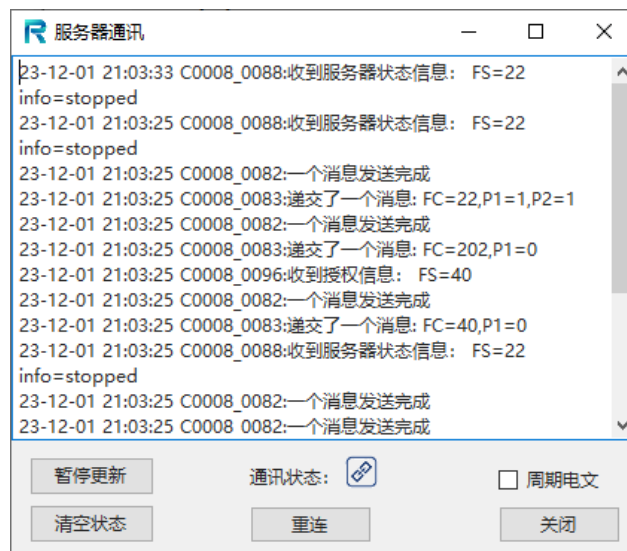 服务器通讯
23-12-01 21:03:33 C0008_0088:收到服务器状态信息： FS=22
info=stopped
23-12-01 21:03:25 C0008_0088:收到服务器状态信息： FS=22
info=stopped
23-12-01 21:03:25 C0008_0082:一个消息发送完成
23-12-01 21:03:25 C0008_0083:递交了一个消息: FC=22,P1=1,P2=1
23-12-01 21:03:25 C0008_0082:一个消息发送完成
23-12-01 21:03:25 C0008_0083:递交了一个消息: FC=202,P1=0
23-12-01 21:03:25 C0008_0096:收到授权信息： FS=40
23-12-01 21:03:25 C0008_0082:一个消息发送完成
23-12-01 21:03:25 C0008_0083:递交了一个消息: FC=40,P1=0
23-12-01 21:03:25 C0008_0088:收到服务器状态信息： FS=22
info=stopped
23-12-01 21:03:25 C0008_0082:一个消息发送完成
23-12-01 21:03:25 C0008_0082:一个消息发送完成
暂停更新 通讯状态： 周期电文
清空状态 重连 关闭